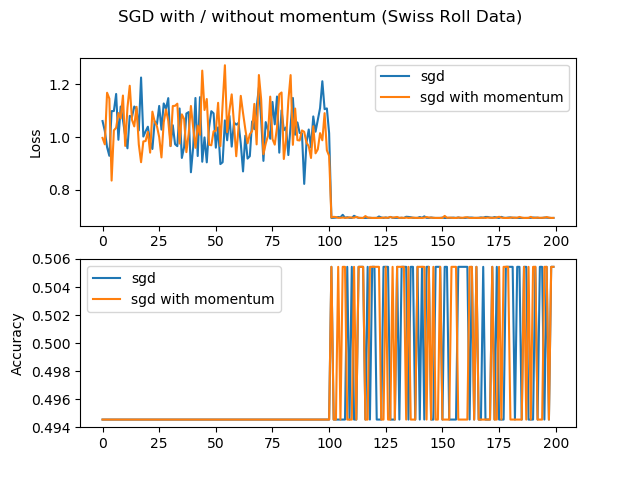 SGD with / without momentum (Swiss Roll Data)
Loss
1.2
1.0
0.8
sgd
sgd with momentum
0 25 50 75 100 125 150 175 200
Accuracy
0.506
0.504
0.502
0.500
0.498
0.496
0.494
sgd
sgd with momentum
0 25 50 75 100 125 150 175 200